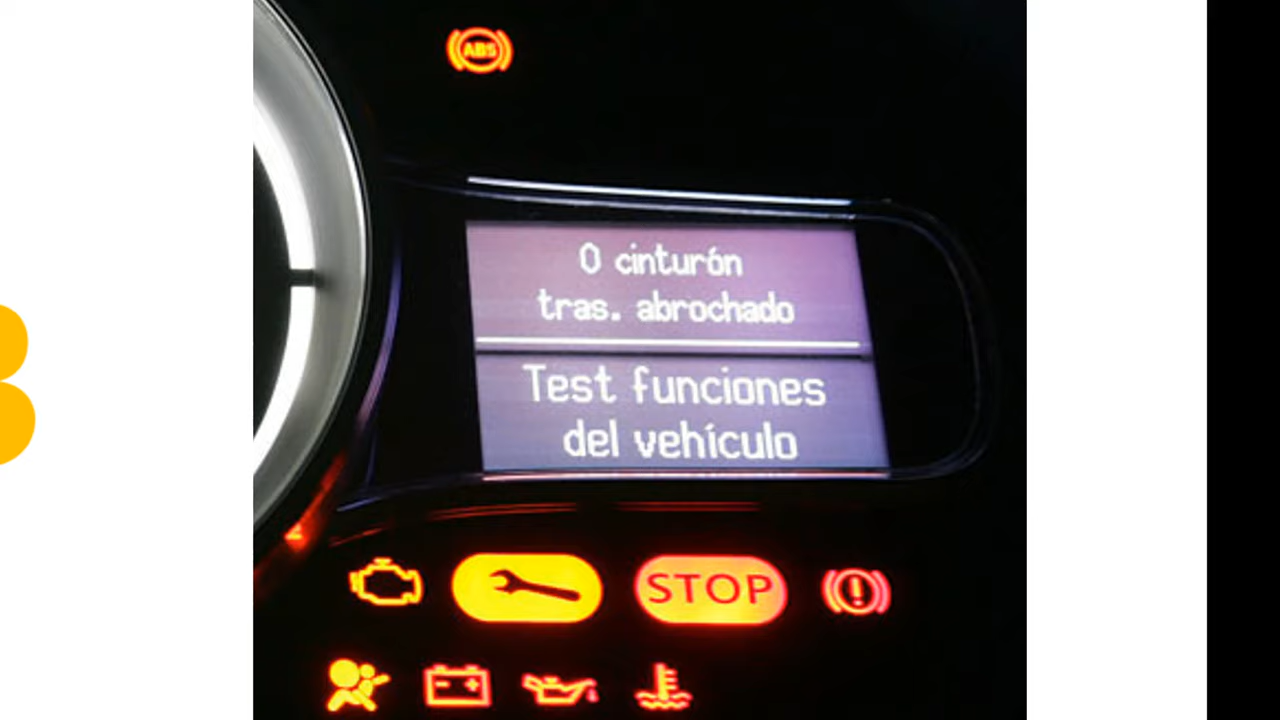 ABS
0 cinturón
tras. abrochado
Test funciones
del vehículo
STOP